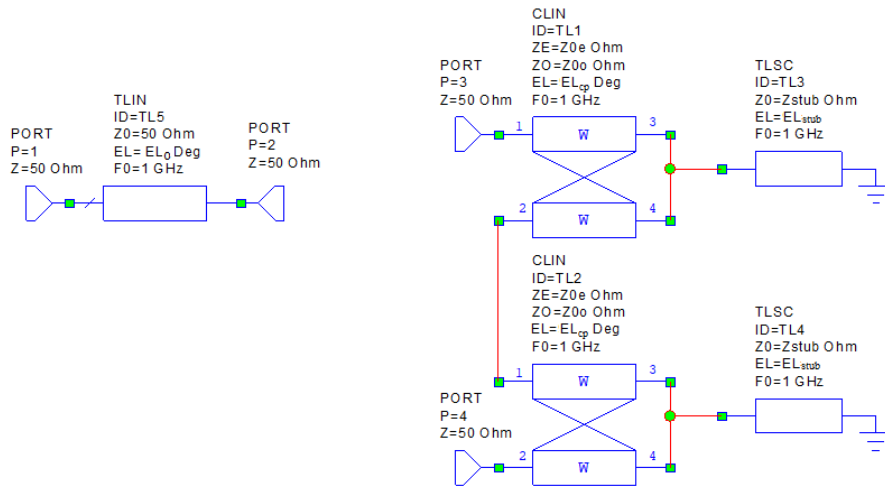 PORT
P=1
Z=50 Ohm
TLIN
ID=TL5
Z0=50 Ohm
EL= EL0 Deg
F0=1 GHz
PORT
P=2
Z=50 Ohm
PORT
P=3
Z=50 Ohm
CLIN
ID=TL1
ZE=Z0e Ohm
ZO=Z0o Ohm
EL=ELcp Deg
F0=1 GHz
1
W
3
2
W
4
TLSC
ID=TL3
Z0=Zstub Ohm
EL=ELstub
F0=1 GHz
CLIN
ID=TL2
ZE=Z0e Ohm
ZO=Z0o Ohm
EL=ELcp Deg
F0=1 GHz
1
W
3
PORT
P=4
Z=50 Ohm
2
W
4
TLSC
ID=TL4
Z0=Zstub Ohm
EL=ELstub
F0=1 GHz